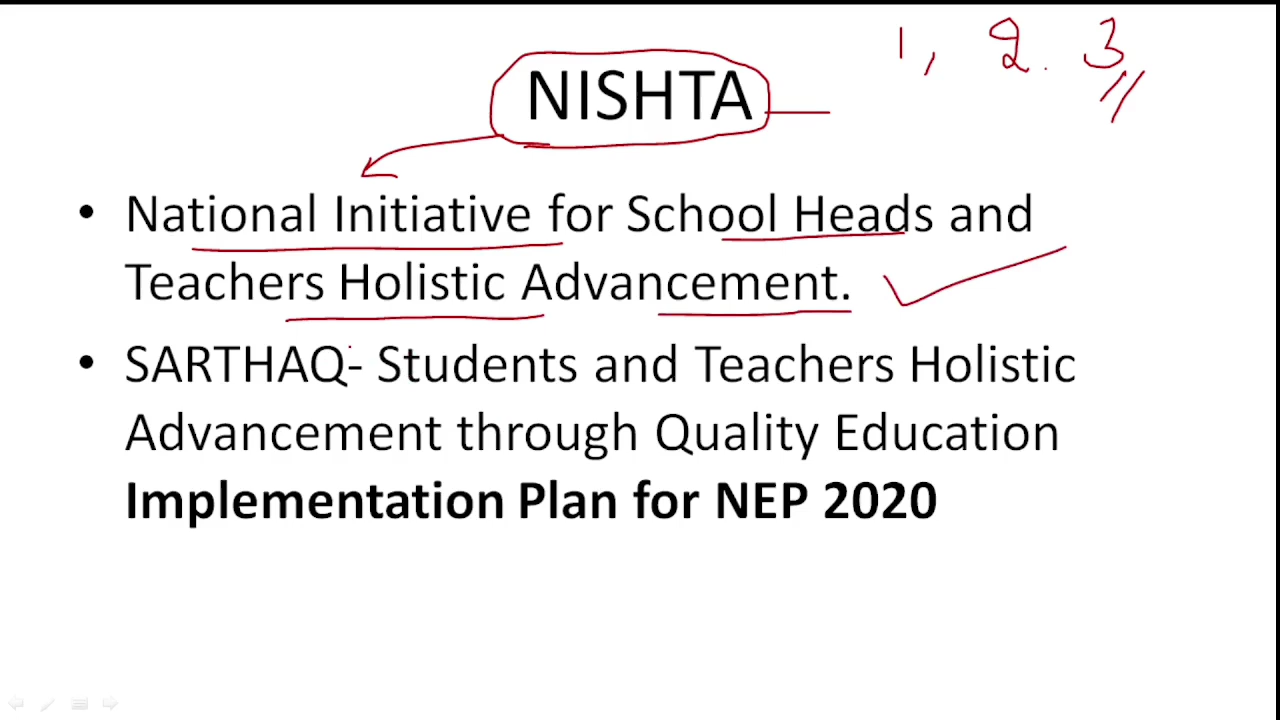 1, 2. 3
NISHTA
• National Initiative for School Heads and
Teachers Holistic Advancement.
• SARTHAQ- Students and Teachers Holistic
Advancement through Quality Education
Implementation Plan for NEP 2020